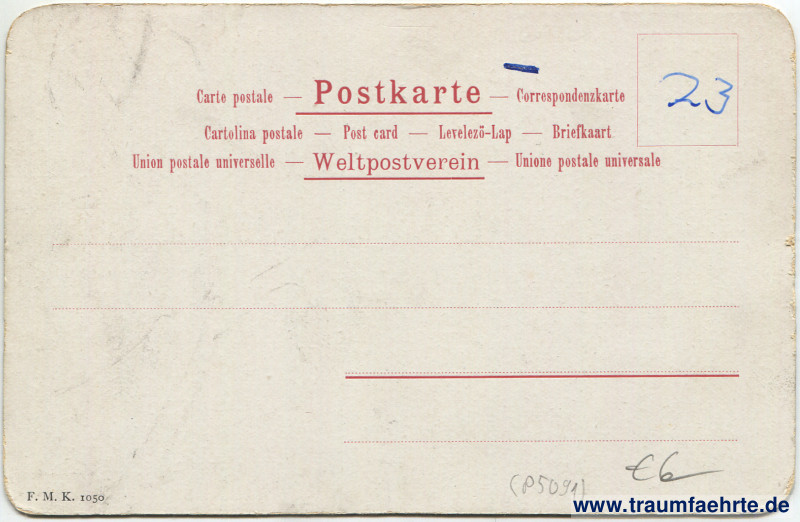 Carte postale — Postkarte — Correspondenzkarte
23
Cartolina postale — Post card — Levelező-Lap — Briefkaart
Union postale universelle — Weltpostverein — Unione postale universale
F. M. K. 1050
(P5091)
€6
www.traumfaehrte.de